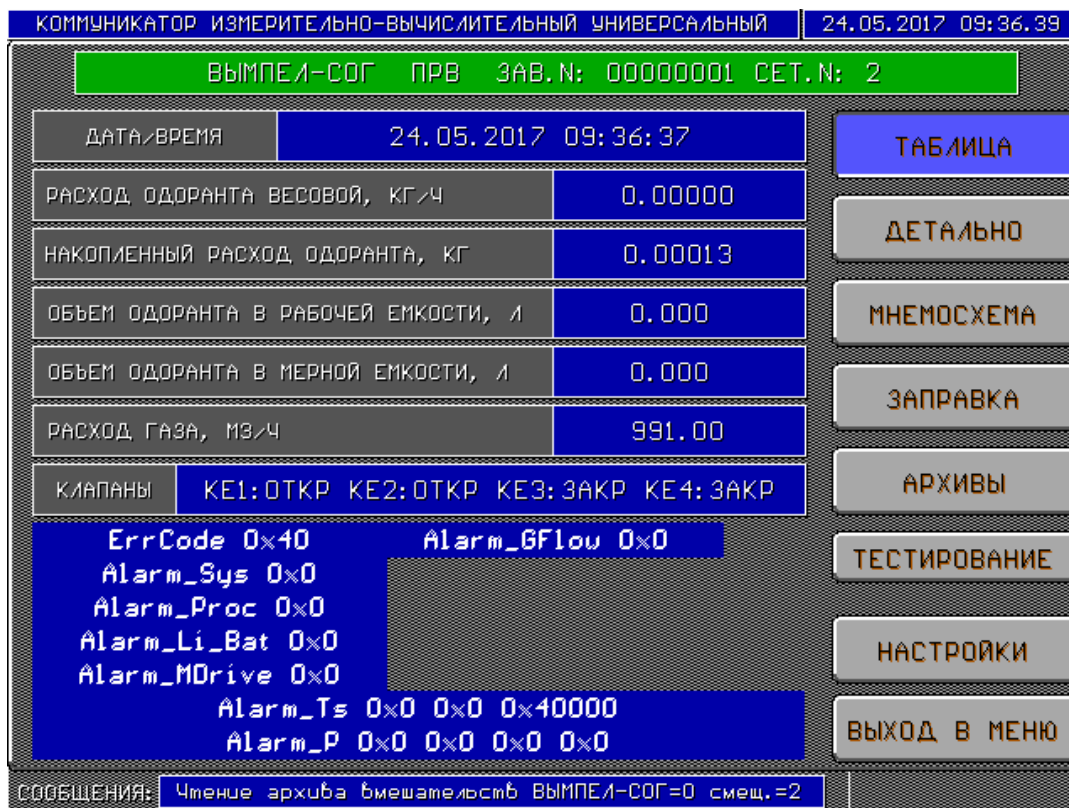 КОММУНИКАТОР ИЗМЕРИТЕЛЬНО-ВЫЧИСЛИТЕЛЬНЫЙ УНИВЕРСАЛЬНЫЙ 24.05.2017 09:36.39
ВЫМПЕЛ-СОГ ПРВ ЗАВ.N: 00000001 СЕТ.N: 2
ДАТА/ВРЕМЯ 24.05.2017 09:36:37
РАСХОД ОДОРАНТА ВЕСОВОЙ, КГ/Ч 0.00000
НАКОПЛЕННЫЙ РАСХОД ОДОРАНТА, КГ 0.00013
ОБЪЕМ ОДОРАНТА В РАБОЧЕЙ ЕМКОСТИ, Л 0.000
ОБЪЕМ ОДОРАНТА В МЕРНОЙ ЕМКОСТИ, Л 0.000
РАСХОД ГАЗА, М3/Ч 991.00
КЛАПАНЫ КЕ1:ОТКР КЕ2:ОТКР КЕ3:ЗАКР КЕ4:ЗАКР
ErrCode 0x40 Alarm_GFlow 0x0
Alarm_Sys 0x0
Alarm_Proc 0x0
Alarm_Li_Bat 0x0
Alarm_MDrive 0x0
Alarm_Ts 0x0 0x0 0x40000
Alarm_P 0x0 0x0 0x0 0x0
ТАБЛИЦА
ДЕТАЛЬНО
МНЕМОСХЕМА
ЗАПРАВКА
АРХИВЫ
ТЕСТИРОВАНИЕ
НАСТРОЙКИ
ВЫХОД В МЕНЮ
СООБЩЕНИЯ: Чтение архива вмешательств ВЫМПЕЛ-СОГ=0 смещ.=2